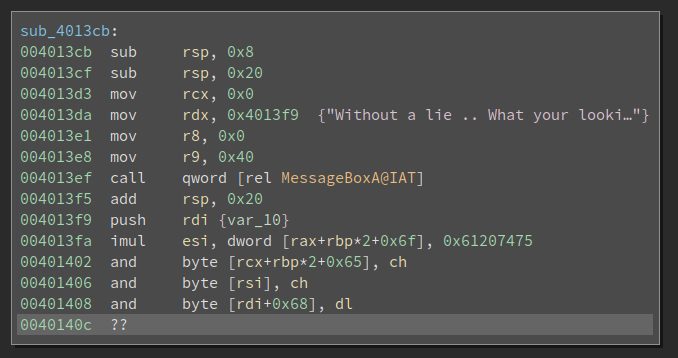 sub_4013cb:
004013cb sub rsp, 0x8
004013cf sub rsp, 0x20
004013d3 mov rcx, 0x0
004013da mov rdx, 0x4013f9 {"Without a lie .. What your looki…"}
004013e1 mov r8, 0x0
004013e8 mov r9, 0x40
004013ef call qword [rel MessageBoxA@IAT]
004013f5 add rsp, 0x20
004013f9 push rdi {var_10}
004013fa imul esi, dword [rax+rbp*2+0x6f], 0x61207475
00401402 and byte [rcx+rbp*2+0x65], ch
00401406 and byte [rsi], ch
00401408 and byte [rdi+0x68], dl
0040140c ??